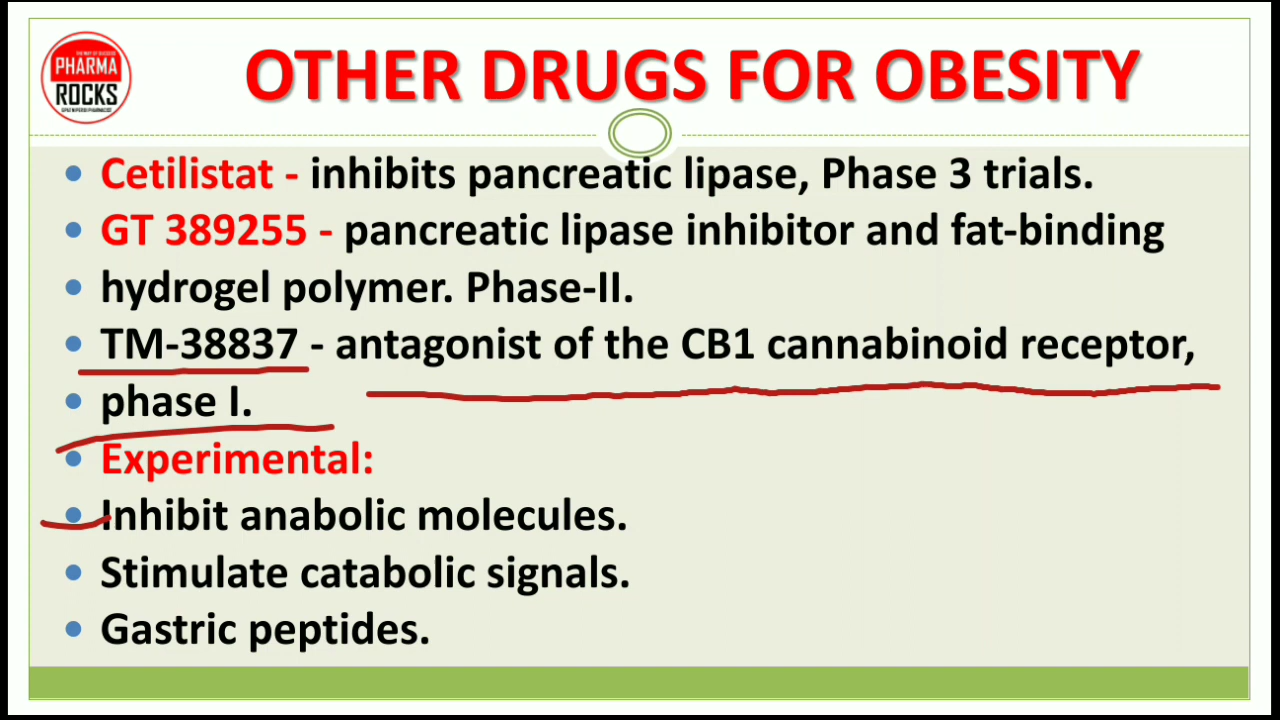 PHARMA
ROCKS
OTHER DRUGS FOR OBESITY
• Cetilistat - inhibits pancreatic lipase, Phase 3 trials.
• GT 389255 - pancreatic lipase inhibitor and fat-binding
• hydrogel polymer. Phase-II.
• TM-38837 - antagonist of the CB1 cannabinoid receptor,
• phase I.
• Experimental:
• Inhibit anabolic molecules.
• Stimulate catabolic signals.
• Gastric peptides.